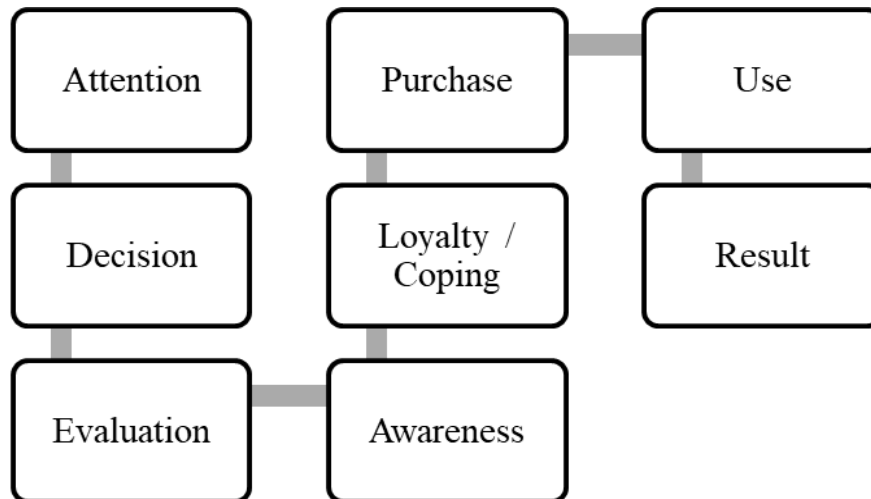 Attention
Decision
Evaluation
Awareness
Loyalty /
Coping
Purchase
Use
Result